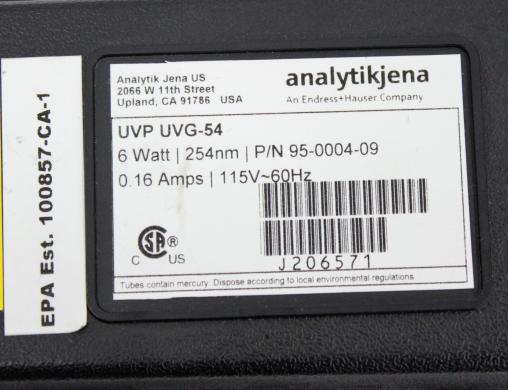 EPA Est. 100857-CA-1
Analytik Jena US
2066 W 11th Street
Upland, CA 91786 USA
analytikjena
An Endress+Hauser Company
UVP UVG-54
6 Watt | 254nm | P/N 95-0004-09
0.16 Amps | 115V~60Hz
C SA ® US
J206571
Tubes contain mercury. Dispose according to local environmental regulations.